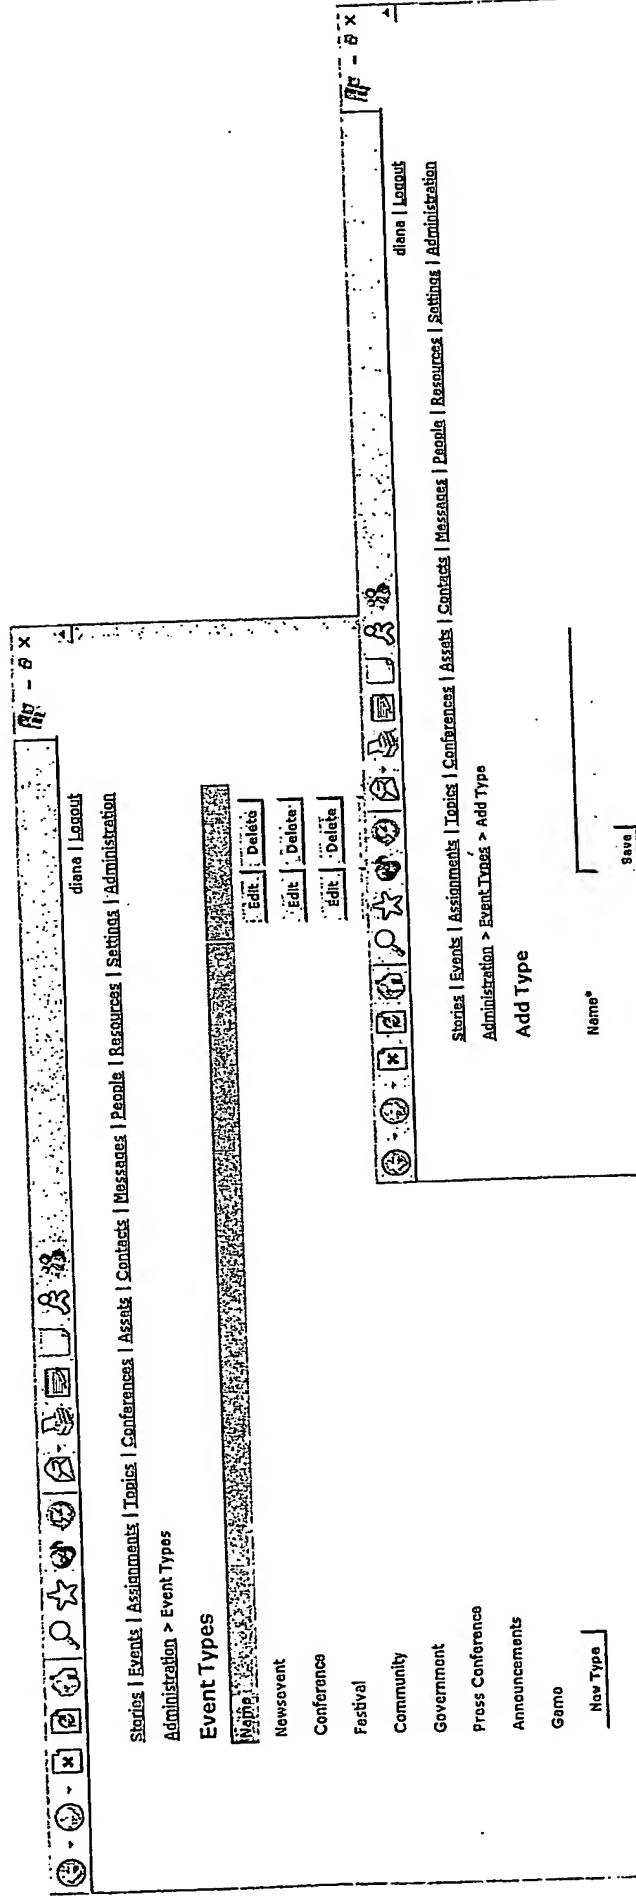 diana | Logout
Stories | Events | Assignments | Topics | Conferences | Assets | Contacts | Messages | People | Resources | Settings | Administration
Administration > Event Types
Event Types
Name
Newsevent Edit Delete
Conference Edit Delete
Festival Edit Delete
Community
Government
Press Conference
Announcements
Game
New Type
diana | Logout
Stories | Events | Assignments | Topics | Conferences | Assets | Contacts | Messages | People | Resources | Settings | Administration
Administration > Event Types > Add Type
Add Type
Name*
Save